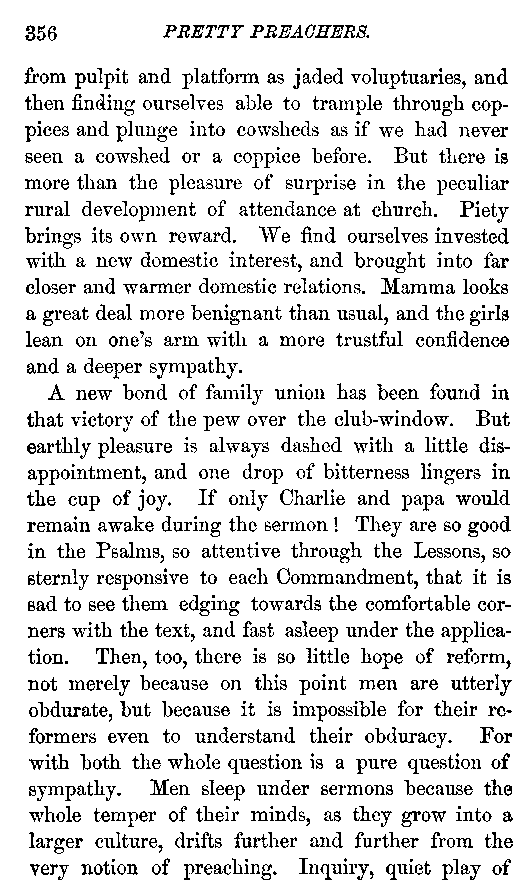 356 PRETTY PREACHERS.
from pulpit and platform as jaded voluptuaries, and
then finding ourselves able to trample through cop-
pices and plunge into cowsheds as if we had never
seen a cowshed or a coppice before. But there is
more than the pleasure of surprise in the peculiar
rural development of attendance at church. Piety
brings its own reward. We find ourselves invested
with a new domestic interest, and brought into far
closer and warmer domestic relations. Mamma looks
a great deal more benignant than usual, and the girls
lean on one's arm with a more trustful confidence
and a deeper sympathy.
A new bond of family union has been found in
that victory of the pew over the club-window. But
earthly pleasure is always dashed with a little dis-
appointment, and one drop of bitterness lingers in
the cup of joy. If only Charlie and papa would
remain awake during the sermon! They are so good
in the Psalms, so attentive through the Lessons, so
sternly responsive to each Commandment, that it is
sad to see them edging towards the comfortable cor-
ners with the text, and fast asleep under the applica-
tion. Then, too, there is so little hope of reform,
not merely because on this point men are utterly
obdurate, but because it is impossible for their re-
formers even to understand their obduracy. For
with both the whole question is a pure question of
sympathy. Men sleep under sermons because the
whole temper of their minds, as they grow into a
larger culture, drifts further and further from the
very notion of preaching. Inquiry, quiet play of